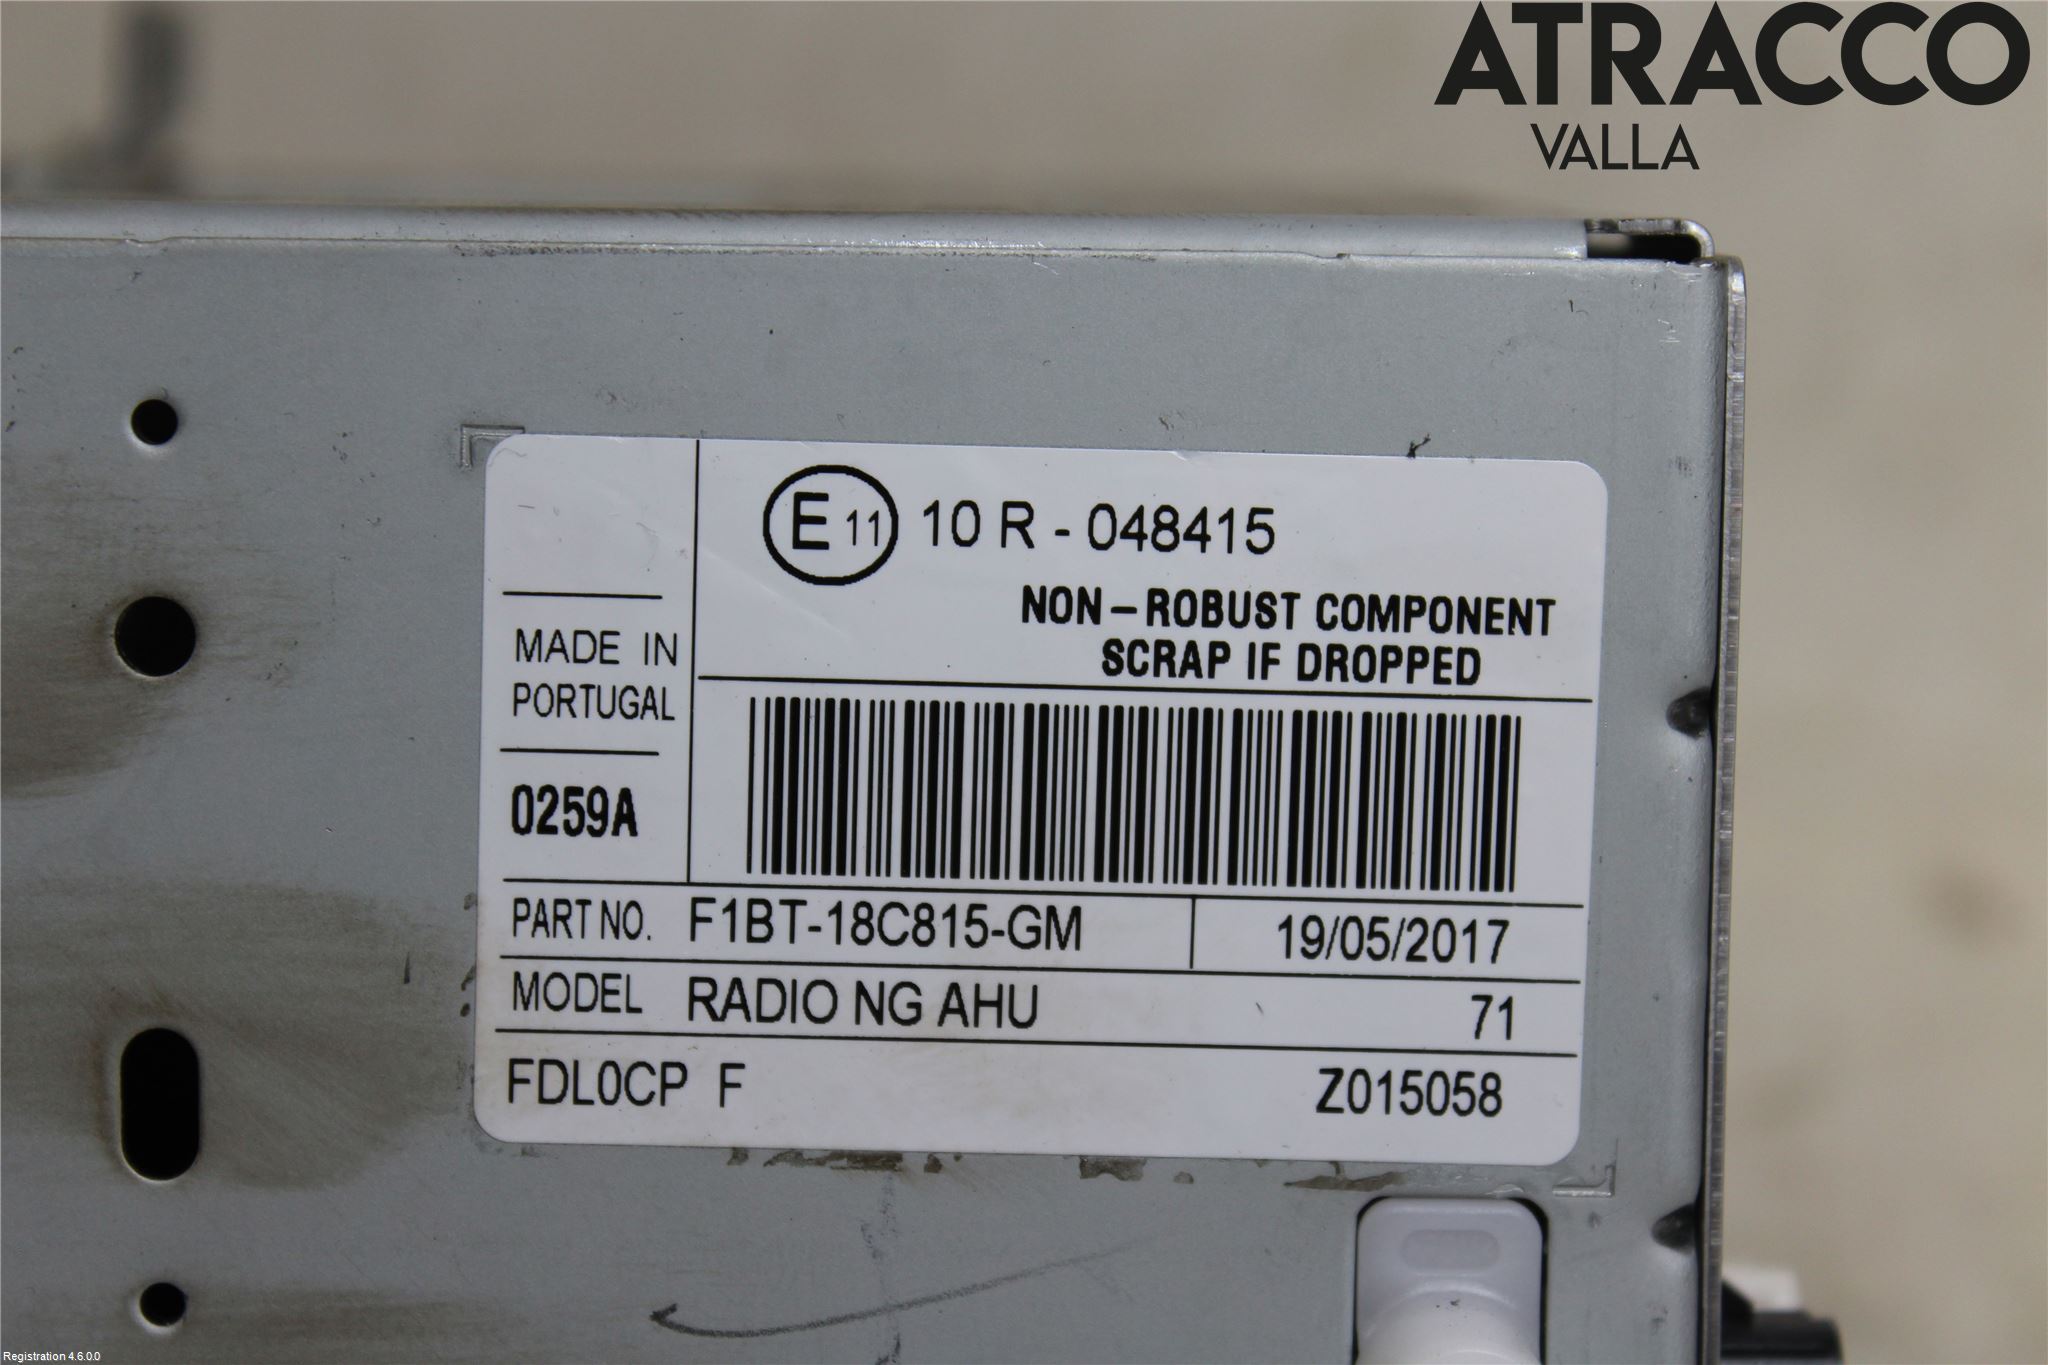 ATRACCO
VALLA
E 11 10 R - 048415
NON-ROBUST COMPONENT
SCRAP IF DROPPED
MADE IN
PORTUGAL
0259A
PART NO. F1BT-18C815-GM 19/05/2017
MODEL RADIO NG AHU 71
FDL0CP F Z015058
Registration 4.6.0.0